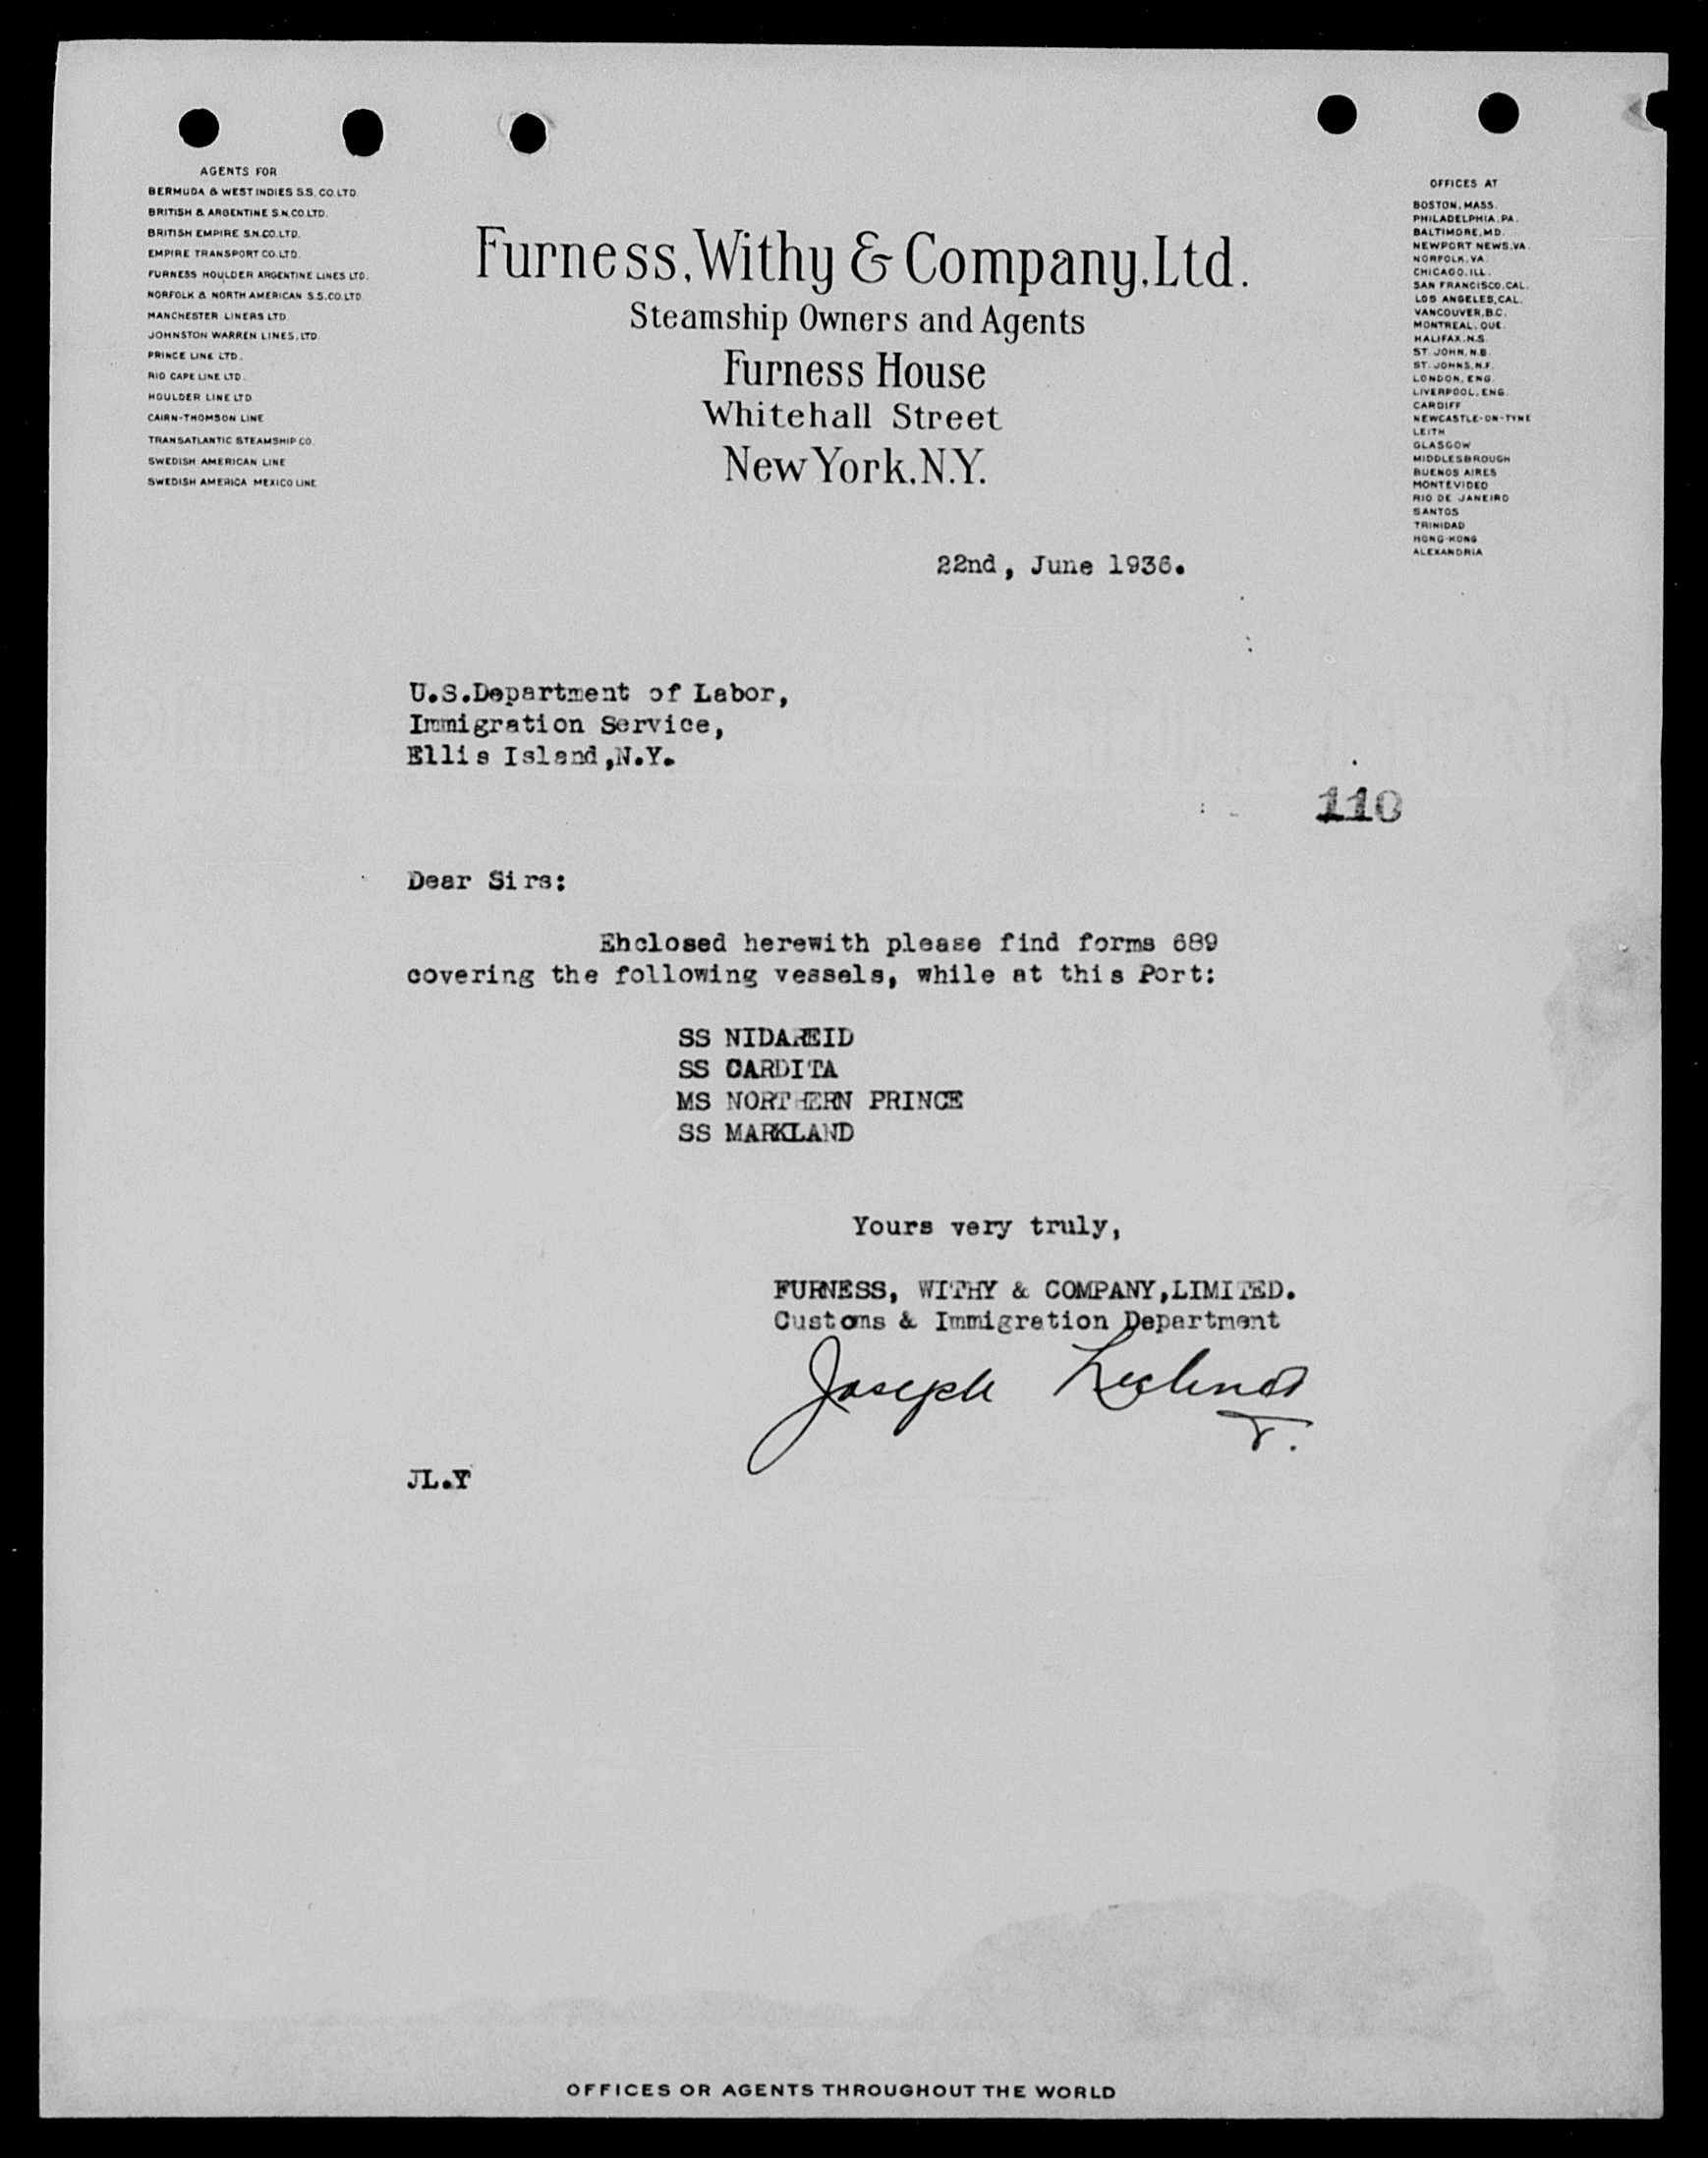 AGENTS FOR
BERMUDA & WEST INDIES S.S. CO. LTD.
BRITISH & ARGENTINE S.N. CO. LTD.
BRITISH EMPIRE S.N. CO. LTD.
EMPIRE TRANSPORT CO. LTD.
FURNESS HOULDER ARGENTINE LINES LTD.
NORFOLK & NORTH AMERICAN S.S. CO. LTD.
MANCHESTER LINERS LTD.
JOHNSTON WARREN LINES, LTD.
PRINCE LINE LTD.
RIO CAPE LINE LTD.
HOULDER LINE LTD
CAIRN-THOMSON LINE
TRANSATLANTIC STEAMSHIP CO.
SWEDISH AMERICAN LINE
SWEDISH AMERICA MEXICO LINE
Furness, Withy & Company, Ltd.
Steamship Owners and Agents
Furness House
Whitehall Street
New York, N.Y.
OFFICES AT
BOSTON, MASS.
PHILADELPHIA, PA.
BALTIMORE, MD.
NEWPORT NEWS, VA.
NORFOLK, VA.
CHICAGO, ILL.
SAN FRANCISCO, CAL.
LOS ANGELES, CAL.
VANCOUVER, B.C.
MONTREAL, QUE.
HALIFAX, N.S.
ST. JOHN, N.B.
ST. JOHNS, N.F.
LONDON, ENG.
LIVERPOOL, ENG.
CARDIFF
NEWCASTLE-ON-TYNE
LEITH
GLASGOW
MIDDLESBROUGH
BUENOS AIRES
MONTEVIDEO
RIO DE JANEIRO
SANTOS
TRINIDAD
HONG-KONG
ALEXANDRIA
22nd, June 1936.
U.S.Department of Labor,
Immigration Service,
Ellis Island,N.Y.
110
Dear Sirs:
Ehclosed herewith please find forms 689
covering the following vessels, while at this Port:
SS NIDAREID
SS CARDITA
MS NORTHERN PRINCE
SS MARKLAND
Yours very truly,
FURNESS, WITHY & COMPANY,LIMITED.
Customs & Immigration Department
Joseph
JL.Y
OFFICES OR AGENTS THROUGHOUT THE WORLD